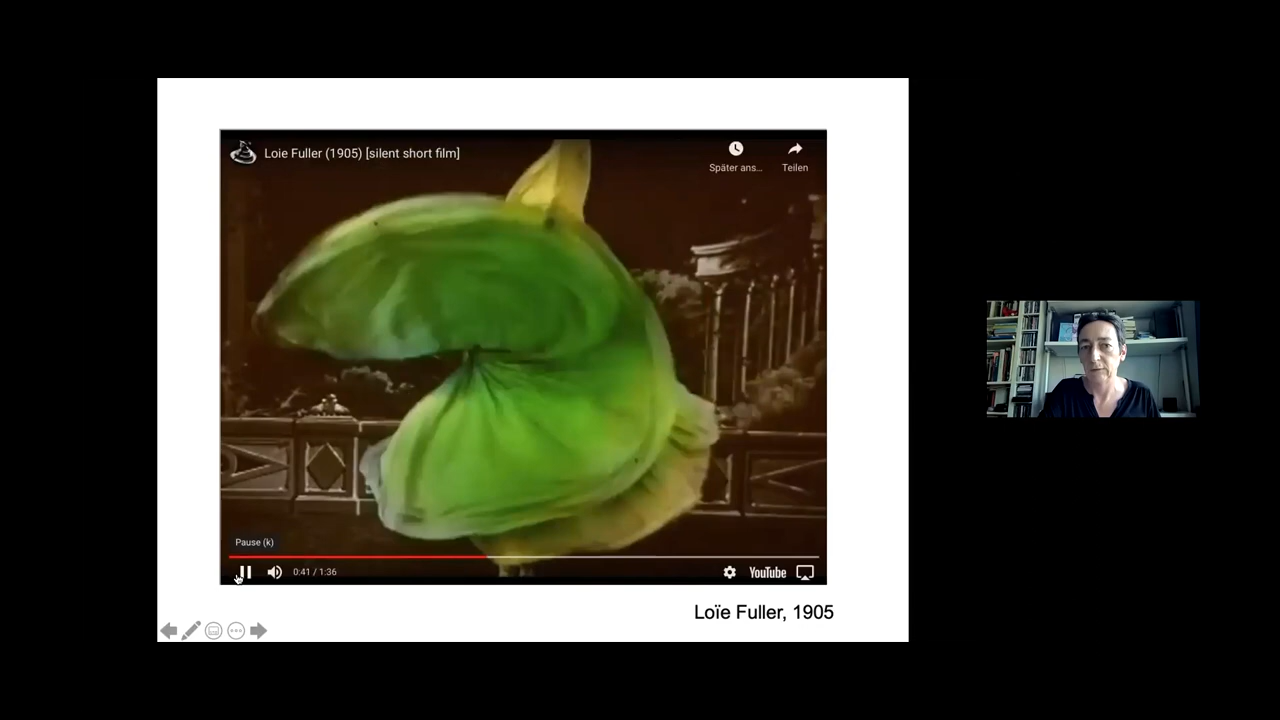 Loie Fuller (1905) [silent short film]
Später ans...
Teilen
Pause (k)
0:41 / 1:36
YouTube
Loïe Fuller, 1905